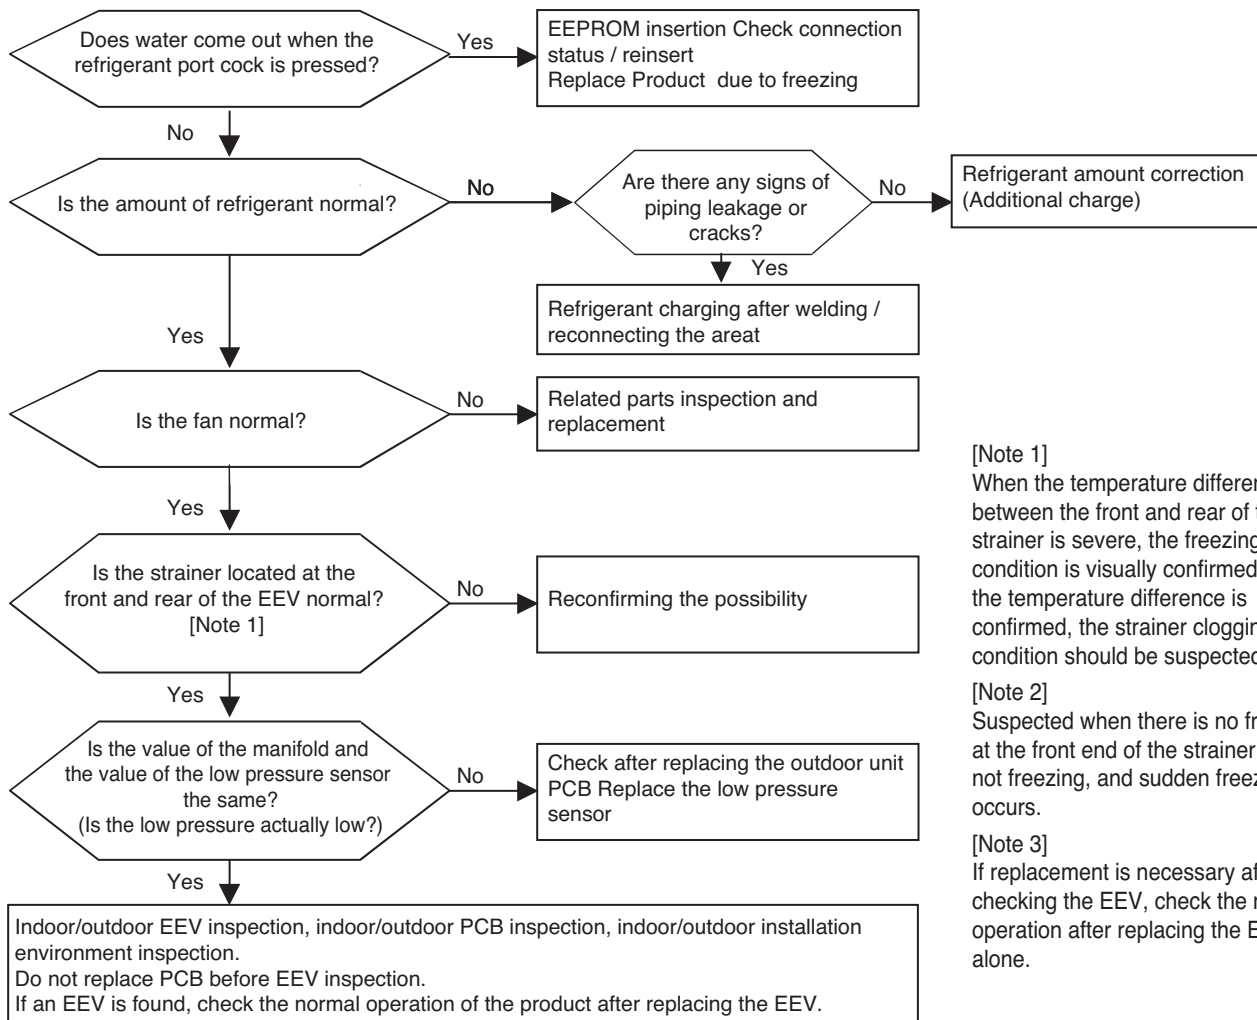 Does water come out when the
refrigerant port cock is pressed?
Yes
EEPROM insertion Check connection
status / reinsert
Replace Product due to freezing
No
Is the amount of refrigerant normal?
No
Are there any signs of
piping leakage or
cracks?
No
Refrigerant amount correction
(Additional charge)
Yes
Refrigerant charging after welding /
reconnecting the areat
Yes
Is the fan normal?
No
Related parts inspection and
replacement
Yes
Is the strainer located at the
front and rear of the EEV normal?
[Note 1]
No
Reconfirming the possibility
Yes
Is the value of the manifold and
the value of the low pressure sensor
the same?
(Is the low pressure actually low?)
No
Check after replacing the outdoor unit
PCB Replace the low pressure
sensor
Yes
Indoor/outdoor EEV inspection, indoor/outdoor PCB inspection, indoor/outdoor installation
environment inspection.
Do not replace PCB before EEV inspection.
If an EEV is found, check the normal operation of the product after replacing the EEV.
[Note 1]
When the temperature
between the front and rear of
strainer is severe, the
condition is visually confirmed
the temperature difference is
confirmed, the strainer
condition should be
[Note 2]
Suspected when there is no
at the front end of the strainer
not freezing, and sudden
occurs.
[Note 3]
If replacement is necessary
checking the EEV, check the
operation after replacing the
alone.